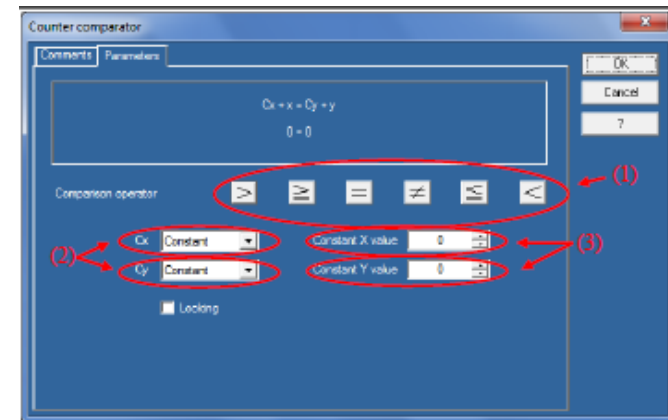 Counter comparator
Comments Parameters
OK
Cx + x = Cy + y
Cancel
0 = 0
?
Comparison operator > ≥ = ≠ ≤ < (1)
Cx Constant Constant X value 0
(2) (3)
Cy Constant Constant Y value 0
Locking